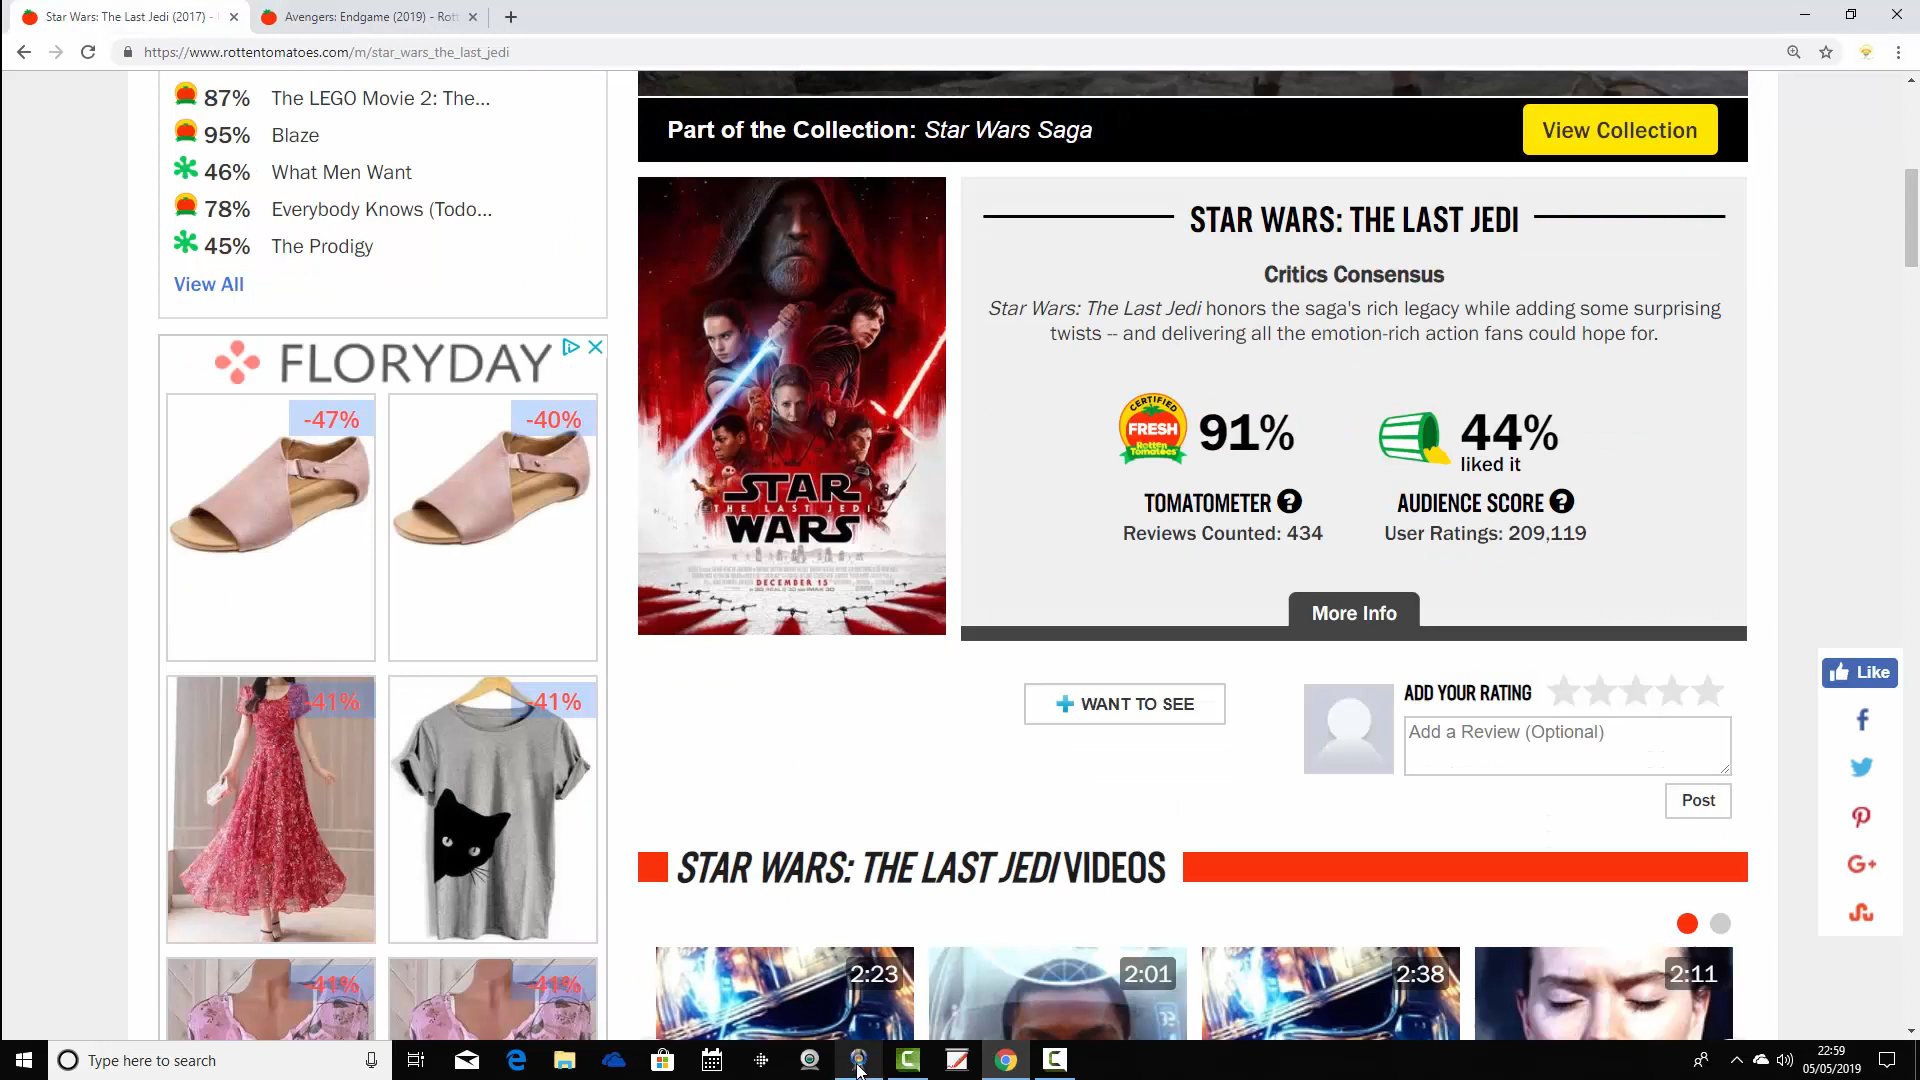 Star Wars: The Last Jedi (2017) -
Avengers: Endgame (2019) - Rott
https://www.rottentomatoes.com/m/star_wars_the_last_jedi
87% The LEGO Movie 2: The...
95% Blaze
46% What Men Want
78% Everybody Knows (Todo...
45% The Prodigy
View All
FLORYDAY
-47%
-40%
-41%
-41%
-41%
-41%
Part of the Collection: Star Wars Saga
View Collection
STAR
THE LAST JEDI
WARS
DECEMBER 15
STAR WARS: THE LAST JEDI
Critics Consensus
Star Wars: The Last Jedi honors the saga's rich legacy while adding some surprising
twists -- and delivering all the emotion-rich action fans could hope for.
CERTIFIED
FRESH
Rotten
Tomatoes
91%
44%
liked it
TOMATOMETER ?
AUDIENCE SCORE ?
Reviews Counted: 434
User Ratings: 209,119
More Info
WANT TO SEE
ADD YOUR RATING
Add a Review (Optional)
Post
Like
G+
STAR WARS: THE LAST JEDI VIDEOS
2:23
2:01
2:38
2:11
Type here to search
22:59
05/05/2019